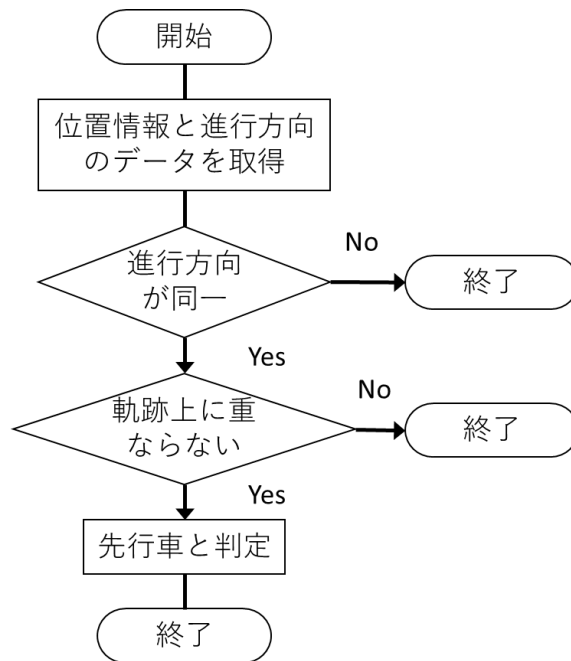 開始
位置情報と進行方向
のデータを取得
No
進行方向
が同一
終了
Yes
No
軌跡上に重
ならない
終了
Yes
先行車と判定
終了